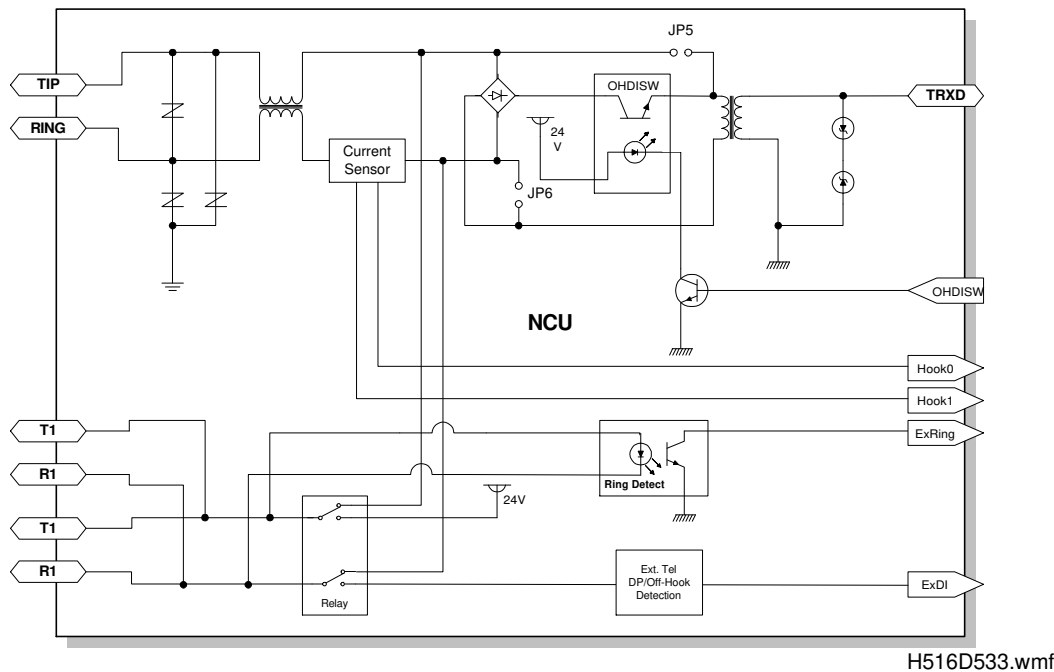 JP5
TIP
OHDISW
TRXD
RING
24
V
Current
Sensor
JP6
OHDISW
NCU
Hook0
Hook1
T1
ExRing
R1
Ring Detect
24V
T1
R1
Ext. Tel
DP/Off-Hook
Detection
ExDI
Relay
H516D533.wmf